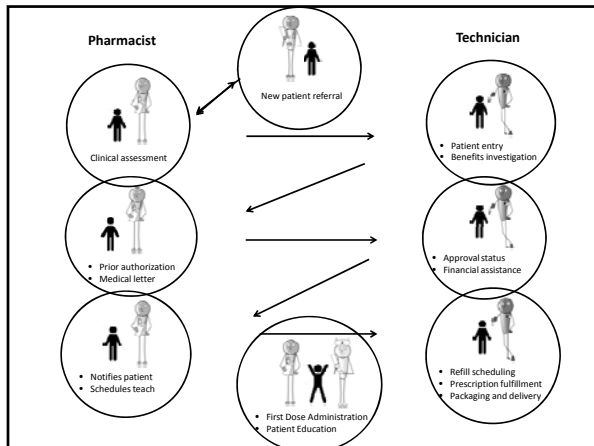 Pharmacist
Technician
New patient referral
Clinical assessment
• Patient entry
• Benefits investigation
• Prior authorization
• Medical letter
• Approval status
• Financial assistance
• Notifies patient
• Schedules teach
• First Dose Administration
• Patient Education
• Refill scheduling
• Prescription fulfillment
• Packaging and delivery